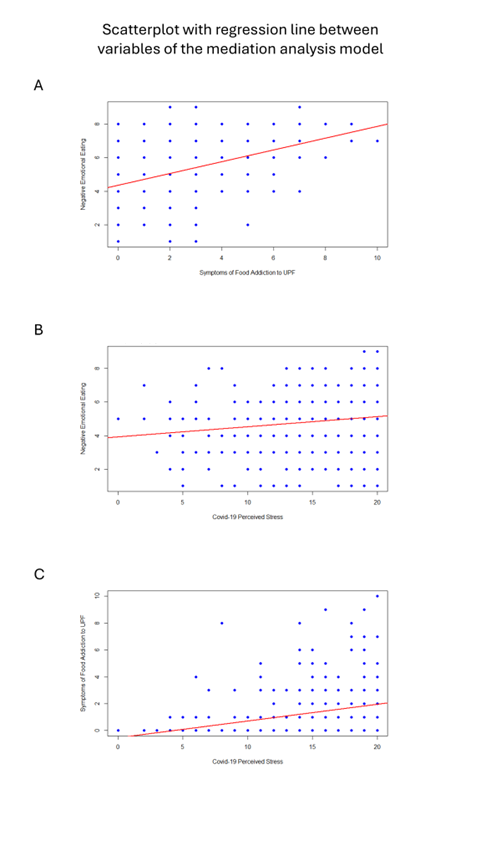 Scatterplot with regression line between
variables of the mediation analysis model
A
Negative Emotional Eating
8
6
4
2
0 2 4 6 8 10
Symptoms of Food Addiction to UPF
B
Negative Emotional Eating
8
6
4
2
0 5 10 15 20
Covid-19 Perceived Stress
C
Symptoms of Food Addiction to UPF
10
8
6
4
2
0
0 5 10 15 20
Covid-19 Perceived Stress